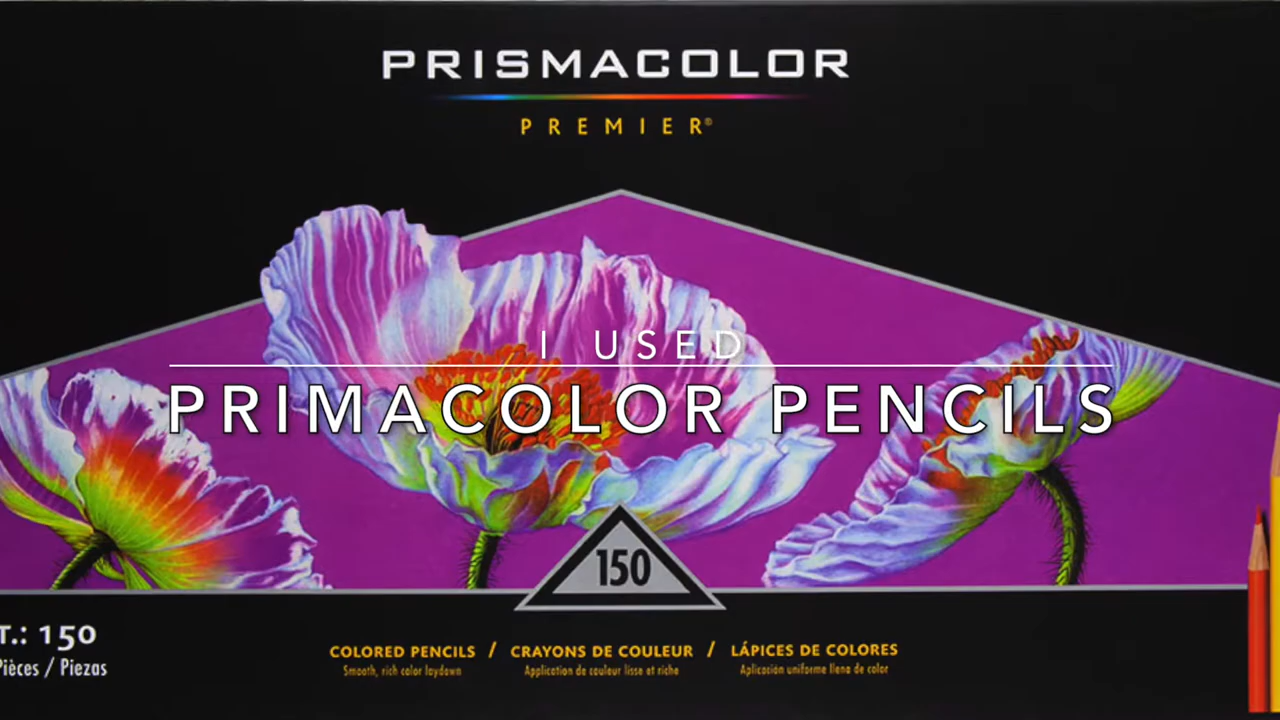 PRISMACOLOR
PREMIER®
I USED
PRIMACOLOR PENCILS
150
T.: 150
Pièces / Piezas
COLORED PENCILS / CRAYONS DE COULEUR / LÁPICES DE COLORES
Smooth, rich color laydown Application de couleur lisse et riche Aplicación uniforme llena de color